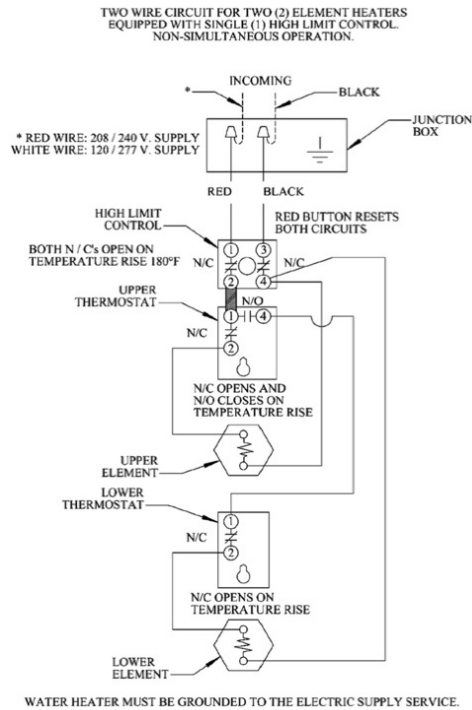 TWO WIRE CIRCUIT FOR TWO (2) ELEMENT HEATERS
EQUIPPED WITH SINGLE (1) HIGH LIMIT CONTROL.
NON-SIMULTANEOUS OPERATION.
INCOMING
*
BLACK
JUNCTION
BOX
* RED WIRE: 208 / 240 V. SUPPLY
WHITE WIRE: 120 / 277 V. SUPPLY
RED
BLACK
HIGH LIMIT
CONTROL
RED BUTTON RESETS
BOTH CIRCUITS
BOTH N / C's OPEN ON
TEMPERATURE RISE 180°F
1
3
N/C
N/C
2
4
UPPER
THERMOSTAT
N/O
1
4
N/C
2
N/C OPENS AND
N/O CLOSES ON
TEMPERATURE RISE
UPPER
ELEMENT
LOWER
THERMOSTAT
1
N/C
2
N/C OPENS ON
TEMPERATURE RISE
LOWER
ELEMENT
WATER HEATER MUST BE GROUNDED TO THE ELECTRIC SUPPLY SERVICE.